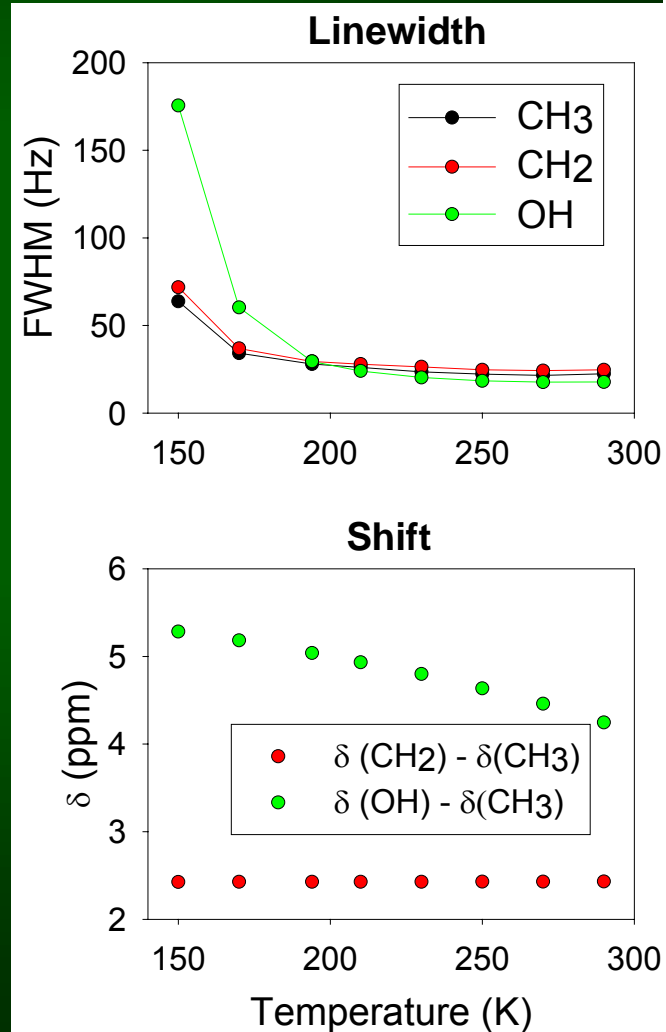 Linewidth
200
150
100
50
0
FWHM (Hz)
CH3
CH2
OH
150 200 250 300
Shift
6
5
4
3
2
δ (ppm)
δ (CH2) - δ(CH3)
δ (OH) - δ(CH3)
150 200 250 300
Temperature (K)